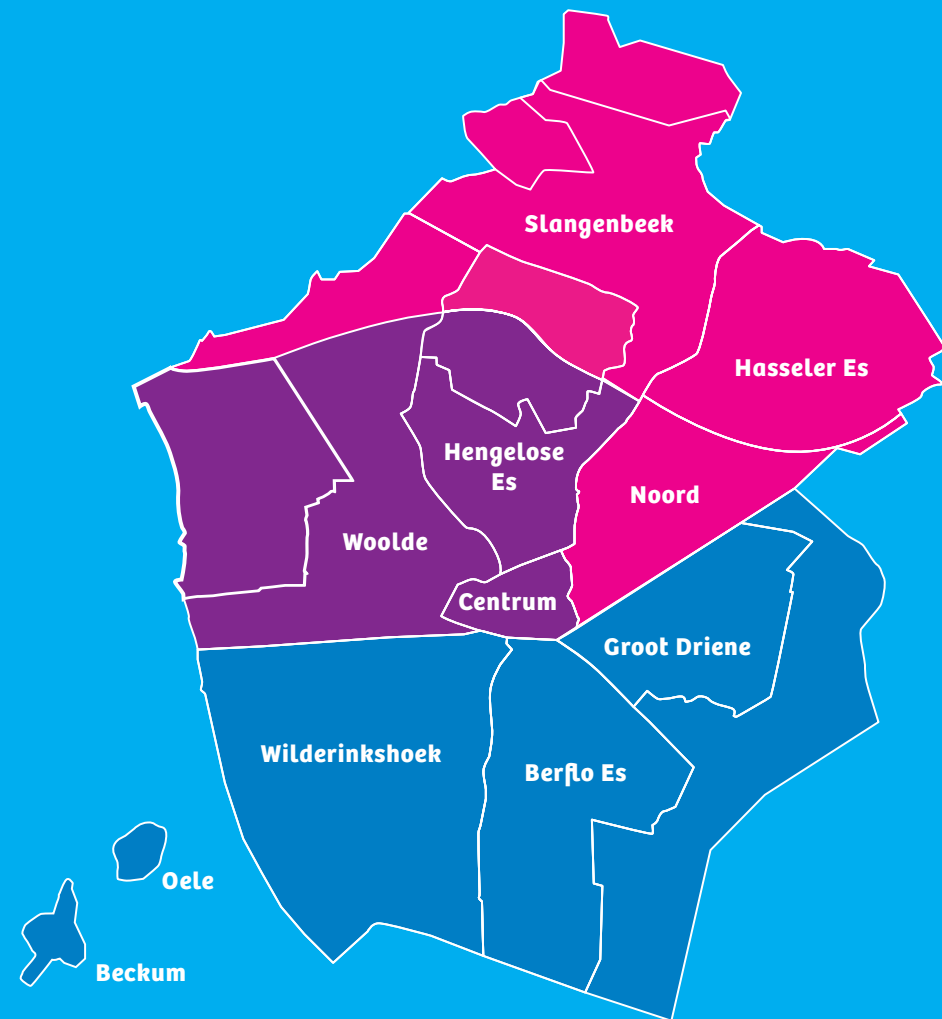 Slangenbeek
Hasseler Es
Hengelose
Es
Noord
Woolde
Centrum
Groot Driene
Wilderinkshoek
Berflo Es
Oele
Beckum